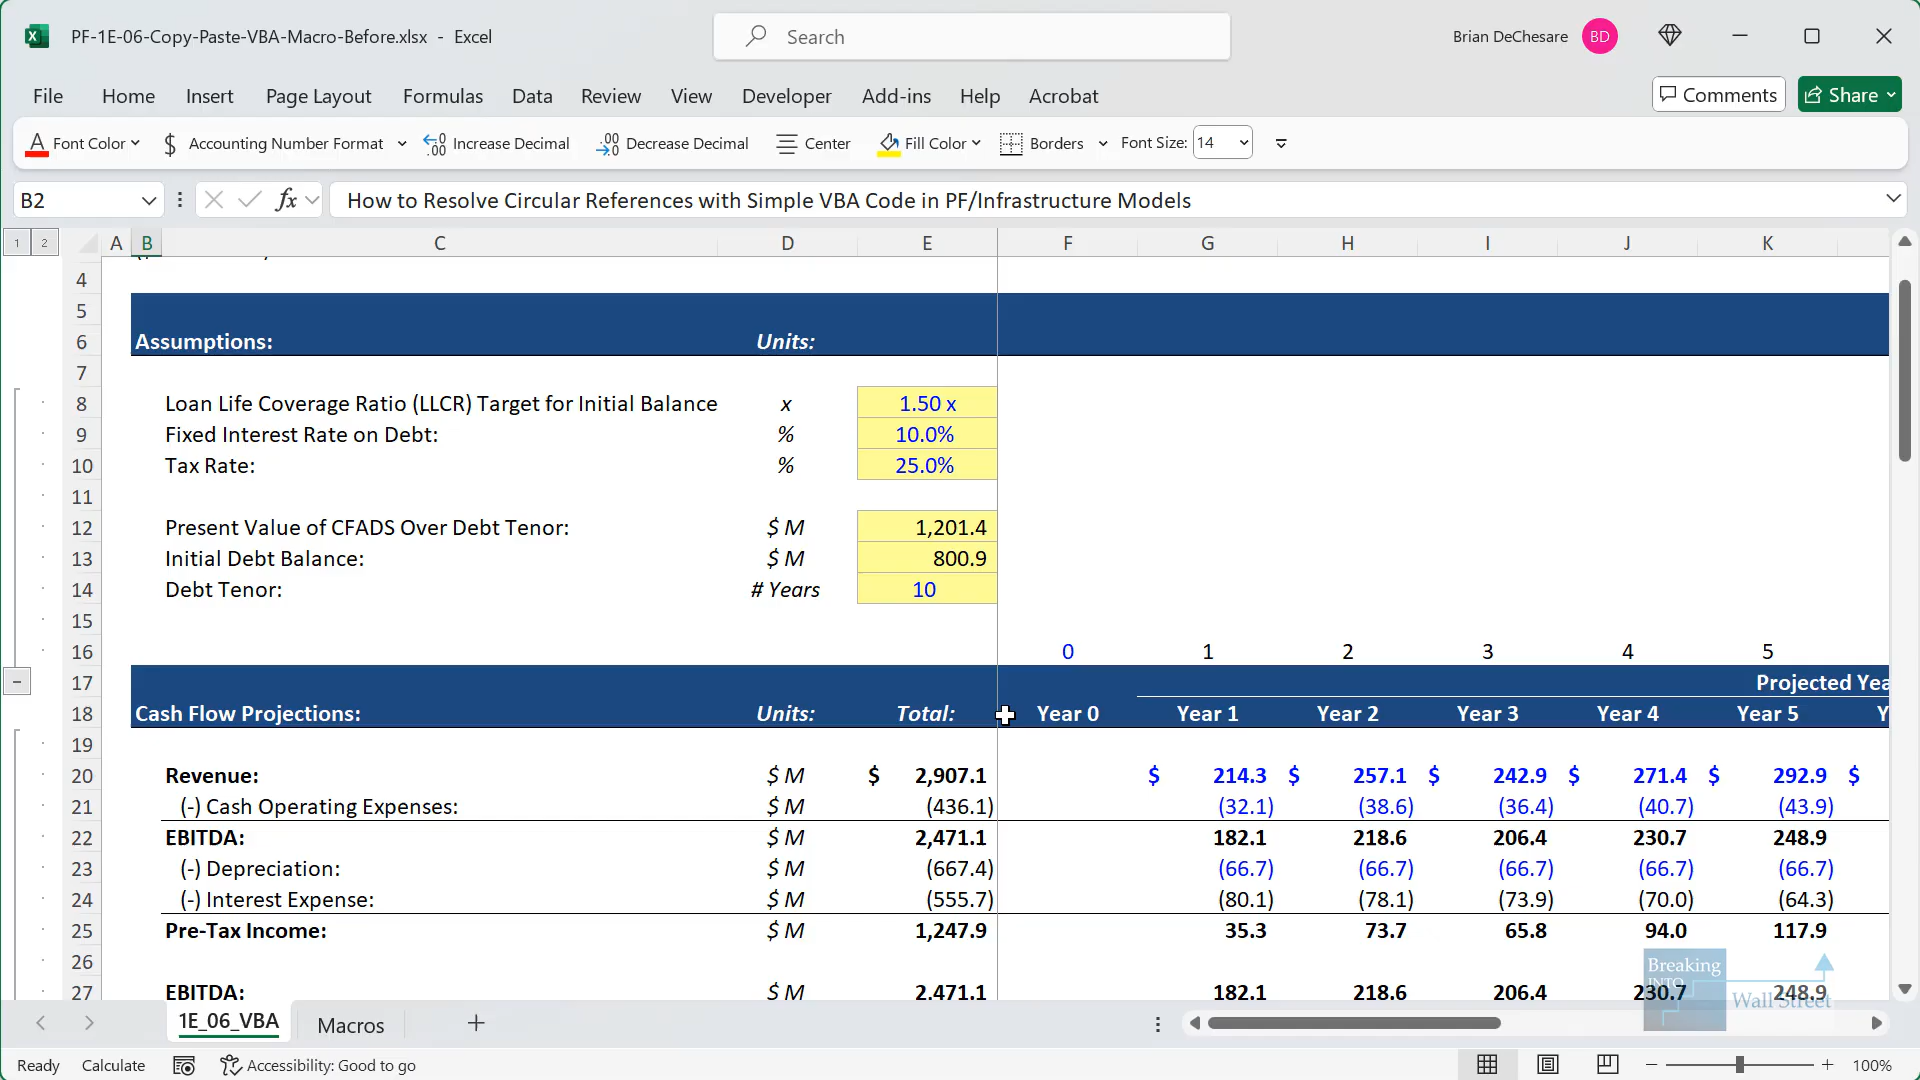 PF-1E-06-Copy-Paste-VBA-Macro-Before.xlsx - Excel
Search
Brian DeChesare BD
File Home Insert Page Layout Formulas Data Review View Developer Add-ins Help Acrobat
Comments Share
Font Color $ Accounting Number Format Increase Decimal Decrease Decimal Center Fill Color Borders Font Size: 14
B2 fx How to Resolve Circular References with Simple VBA Code in PF/Infrastructure Models
1 2 A B C D E F G H I J K
4
5
6 Assumptions: Units:
7
8 Loan Life Coverage Ratio (LLCR) Target for Initial Balance x 1.50 x
9 Fixed Interest Rate on Debt: % 10.0%
10 Tax Rate: % 25.0%
11
12 Present Value of CFADS Over Debt Tenor: $ M 1,201.4
13 Initial Debt Balance: $ M 800.9
14 Debt Tenor: # Years 10
15
16 0 1 2 3 4 5
17 Projected Yea
18 Cash Flow Projections: Units: Total: Year 0 Year 1 Year 2 Year 3 Year 4 Year 5 Y
19
20 Revenue: $ M $ 2,907.1 $ 214.3 $ 257.1 $ 242.9 $ 271.4 $ 292.9 $
21 (-) Cash Operating Expenses: $ M (436.1) (32.1) (38.6) (36.4) (40.7) (43.9)
22 EBITDA: $ M 2,471.1 182.1 218.6 206.4 230.7 248.9
23 (-) Depreciation: $ M (667.4) (66.7) (66.7) (66.7) (66.7) (66.7)
24 (-) Interest Expense: $ M (555.7) (80.1) (78.1) (73.9) (70.0) (64.3)
25 Pre-Tax Income: $ M 1,247.9 35.3 73.7 65.8 94.0 117.9
26
27 EBITDA: $ M 2,471.1 182.1 218.6 206.4 230.7 248.9
Breaking
INTO
Wall Street
1E_06_VBA Macros
Ready Calculate Accessibility: Good to go 100%